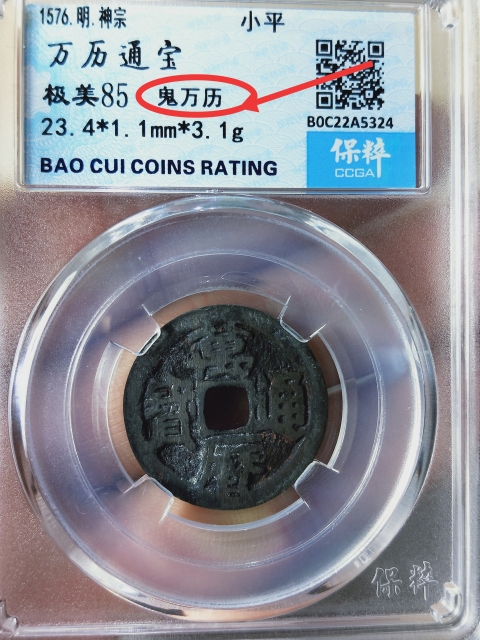 1576.明.神宗
小平
万历通宝
极美85 鬼万历
B0C22A5324
23.4*1.1mm*3.1g
保粹
CCGA
BAO CUI COINS RATING
萬
寶 通
曆
保粹